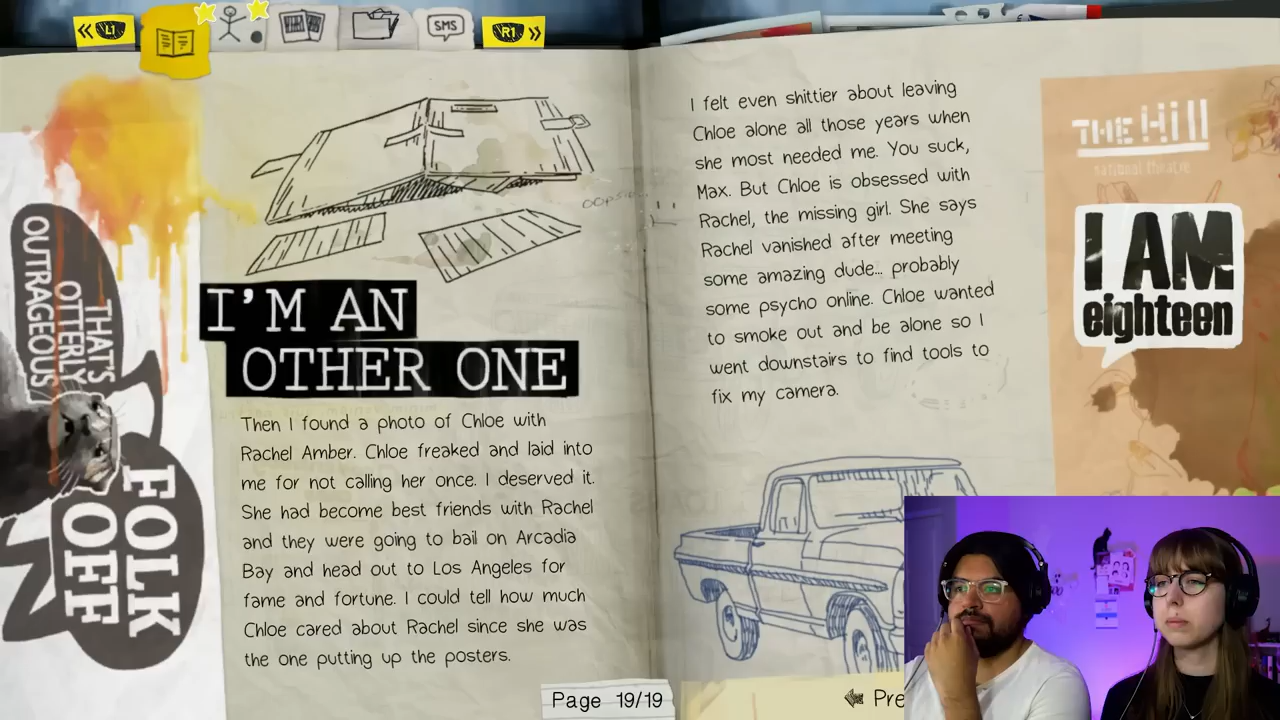 L1
SMS
R1
THAT'S
OTTERLY
OUTRAGEOUS
FOLK
OFF
oopsie
I'M AN
OTHER ONE
Then I found a photo of Chloe with
Rachel Amber. Chloe freaked and laid into
me for not calling her once. I deserved it.
She had become best friends with Rachel
and they were going to bail on Arcadia
Bay and head out to Los Angeles for
fame and fortune. I could tell how much
Chloe cared about Rachel since she was
the one putting up the posters.
I felt even shittier about leaving
Chloe alone all those years when
she most needed me. You suck,
Max. But Chloe is obsessed with
Rachel, the missing girl. She says
Rachel vanished after meeting
some amazing dude... probably
some psycho online. Chloe wanted
to smoke out and be alone so I
went downstairs to find tools to
fix my camera.
THE Hill
national theatre
I AM
eighteen
Page 19/19
Pre